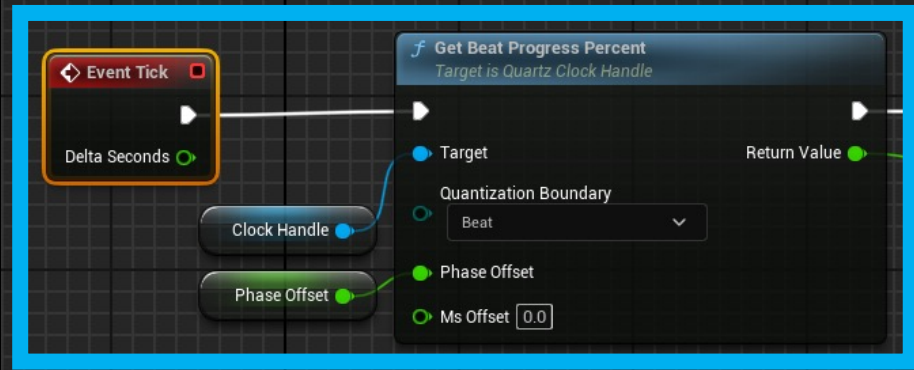 Event Tick
Delta Seconds
Clock Handle
Phase Offset
f Get Beat Progress Percent
Target is Quartz Clock Handle
Target
Return Value
Quantization Boundary
Beat
Phase Offset
Ms Offset 0.0